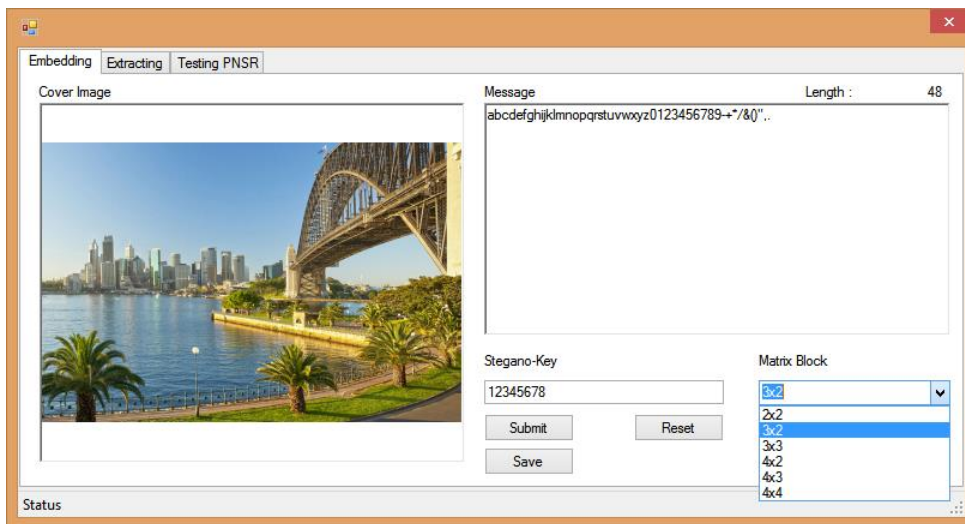 Embedding Extracting Testing PNSR
Cover Image
Message Length : 48
abcdefghijklmnopqrstuvwxyz0123456789-+*/&()",.
Stegano-Key Matrix Block
12345678 3x2
2x2
Submit Reset 3x2
3x3
Save 4x2
4x3
4x4
Status